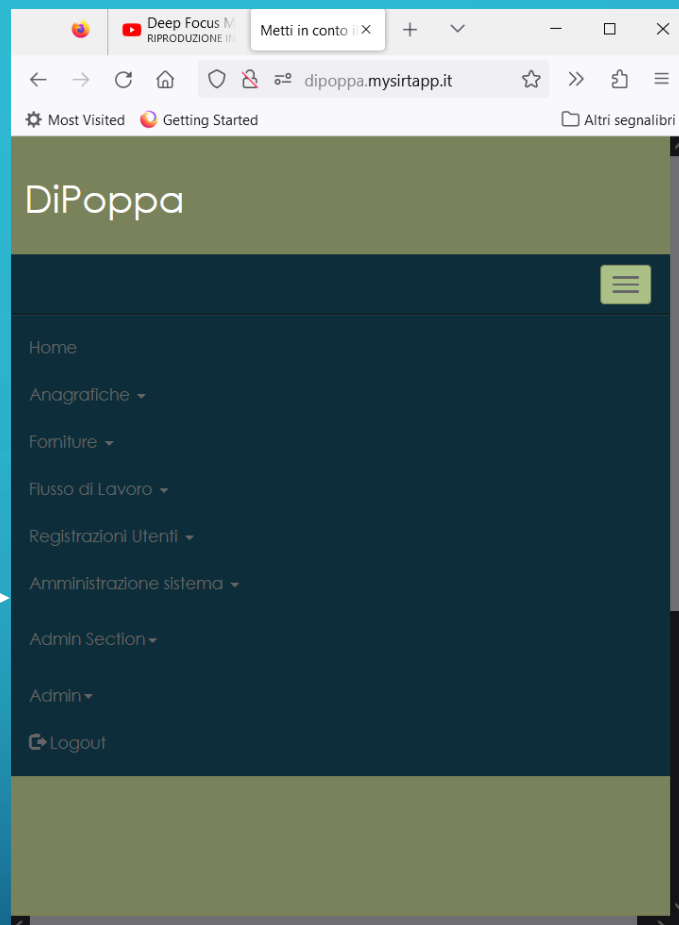 Deep Focus M
RIPRODUZIONE IN
Metti in conto il
dipoppa.mysirtapp.it
Most Visited
Getting Started
Altri segnalibri
DiPoppa
Home
Anagrafiche
Forniture
Flusso di Lavoro
Registrazioni Utenti
Amministrazione sistema
Admin Section
Admin
Logout